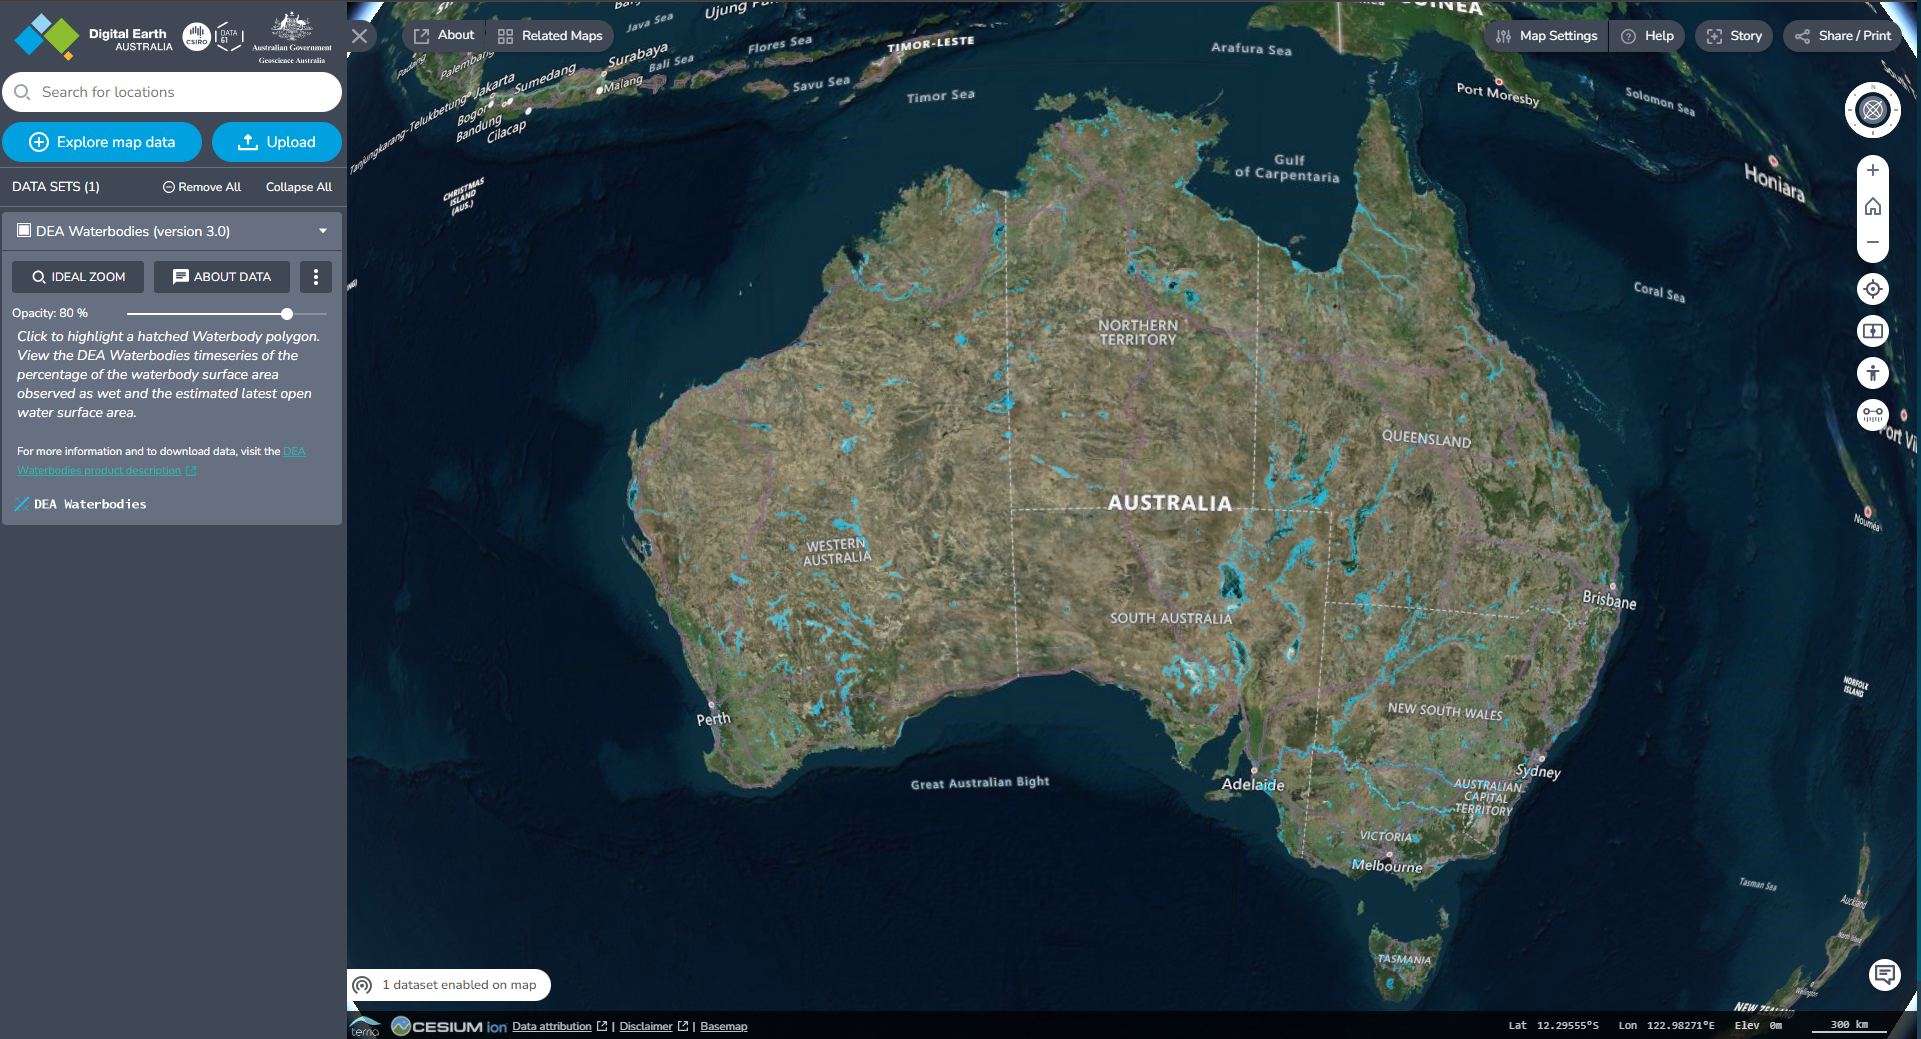 Digital Earth
AUSTRALIA
CSIRO
DATA
61
Australian Government
Geoscience Australia
Search for locations
Explore map data
Upload
DATA SETS (1)
Remove All
Collapse All
DEA Waterbodies (version 3.0)
IDEAL ZOOM
ABOUT DATA
Opacity: 80 %
Click to highlight a hatched Waterbody polygon.
View the DEA Waterbodies timeseries of the
percentage of the waterbody surface area
observed as wet and the estimated latest open
water surface area.
For more information and to download data, visit the DEA
Waterbodies product description
DEA Waterbodies
About
Related Maps
Map Settings
Help
Story
Share / Print
Java Sea
Ujung
Surabaya
Flores Sea
Bali Sea
TIMOR-LESTE
Arafura Sea
Padang
Palembang
Jakarta
Sumedang
Malang
Savu Sea
Timor Sea
Tanjungkarang-Telukbetung
Bogor
Bandung
Cilacap
Port Moresby
Solomon Sea
Honiara
CHRISTMAS
ISLAND
(AUS.)
Gulf
of Carpentaria
Coral Sea
NORTHERN
TERRITORY
QUEENSLAND
AUSTRALIA
WESTERN
AUSTRALIA
SOUTH AUSTRALIA
Brisbane
Port Vi
Nouméa
NORFOLK
ISLAND
Perth
NEW SOUTH WALES
Great Australian Bight
Adelaide
Sydney
AUSTRALIAN
CAPITAL
TERRITORY
VICTORIA
Melbourne
Tasman Sea
Auckland
TASMANIA
Wellington
NEW ZEALAND
N
1 dataset enabled on map
terria
CESIUM ion
Data attribution | Disclaimer | Basemap
Lat 12.29555°S Lon 122.98271°E Elev 0m
300 km